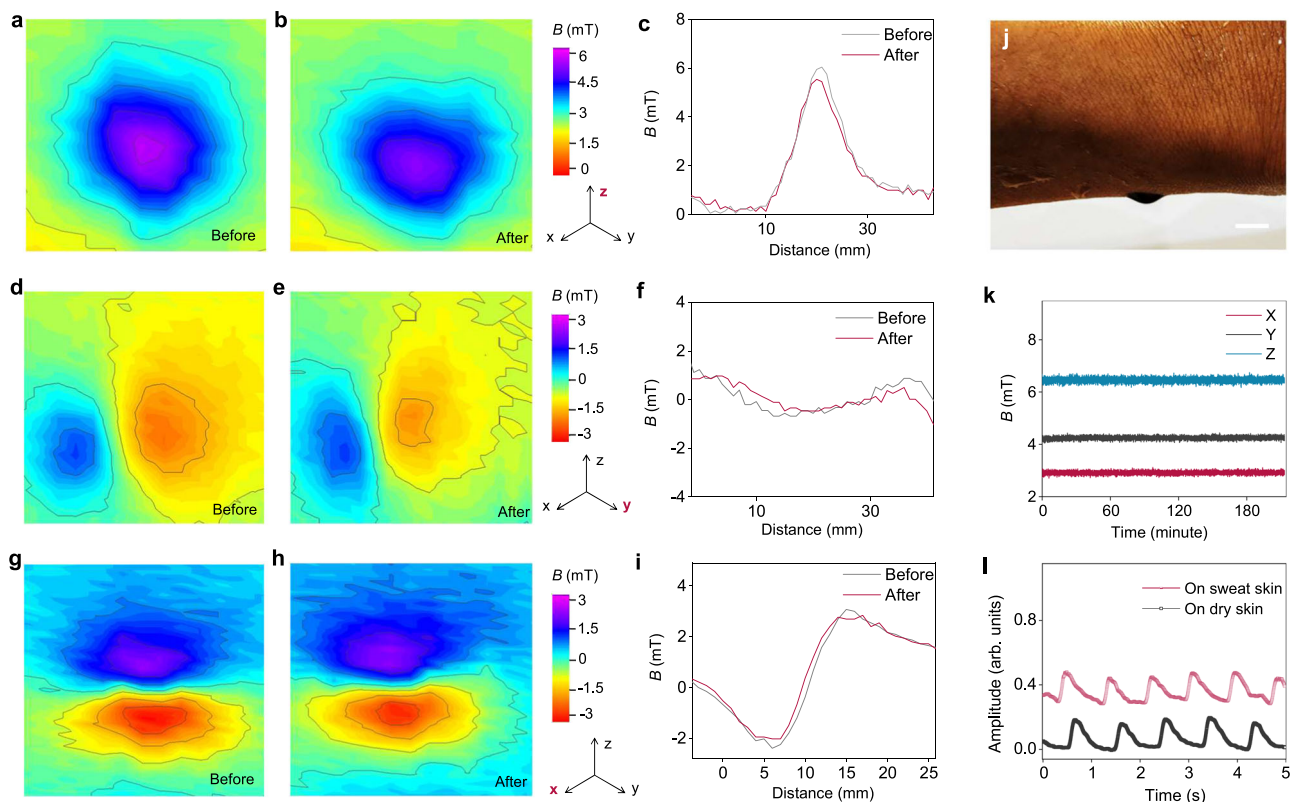 a
b
B (mT)
6
4.5
3
1.5
0
z
x
y
Before
After
c
8
6
4
2
0
B (mT)
Before
After
10
30
Distance (mm)
j
d
e
B (mT)
3
1.5
0
-1.5
-3
z
x
y
Before
After
f
4
2
0
-2
-4
B (mT)
Before
After
10
30
Distance (mm)
k
8
6
4
2
B (mT)
X
Y
Z
0
60
120
180
Time (minute)
g
h
B (mT)
3
1.5
0
-1.5
-3
z
x
y
Before
After
i
4
2
0
-2
B (mT)
Before
After
0
5
10
15
20
25
Distance (mm)
l
0.8
0.4
0.0
Amplitude (arb. units)
On sweat skin
On dry skin
0
1
2
3
4
5
Time (s)